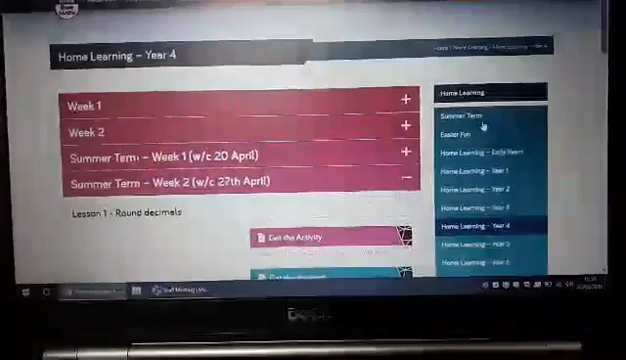 Home Learning - Year 4
Week 1
Week 2
Summer Term - Week 1 (w/c 20 April)
Summer Term - Week 2 (w/c 27th April)
Lesson 1 - Round decimals
Get the Activity
Home Learning
Summer Term
Easter Fun
Home Learning - Early Years
Home Learning - Year 1
Home Learning - Year 2
Home Learning - Year 3
Home Learning - Year 4
Home Learning - Year 5
Home Learning - Year 6